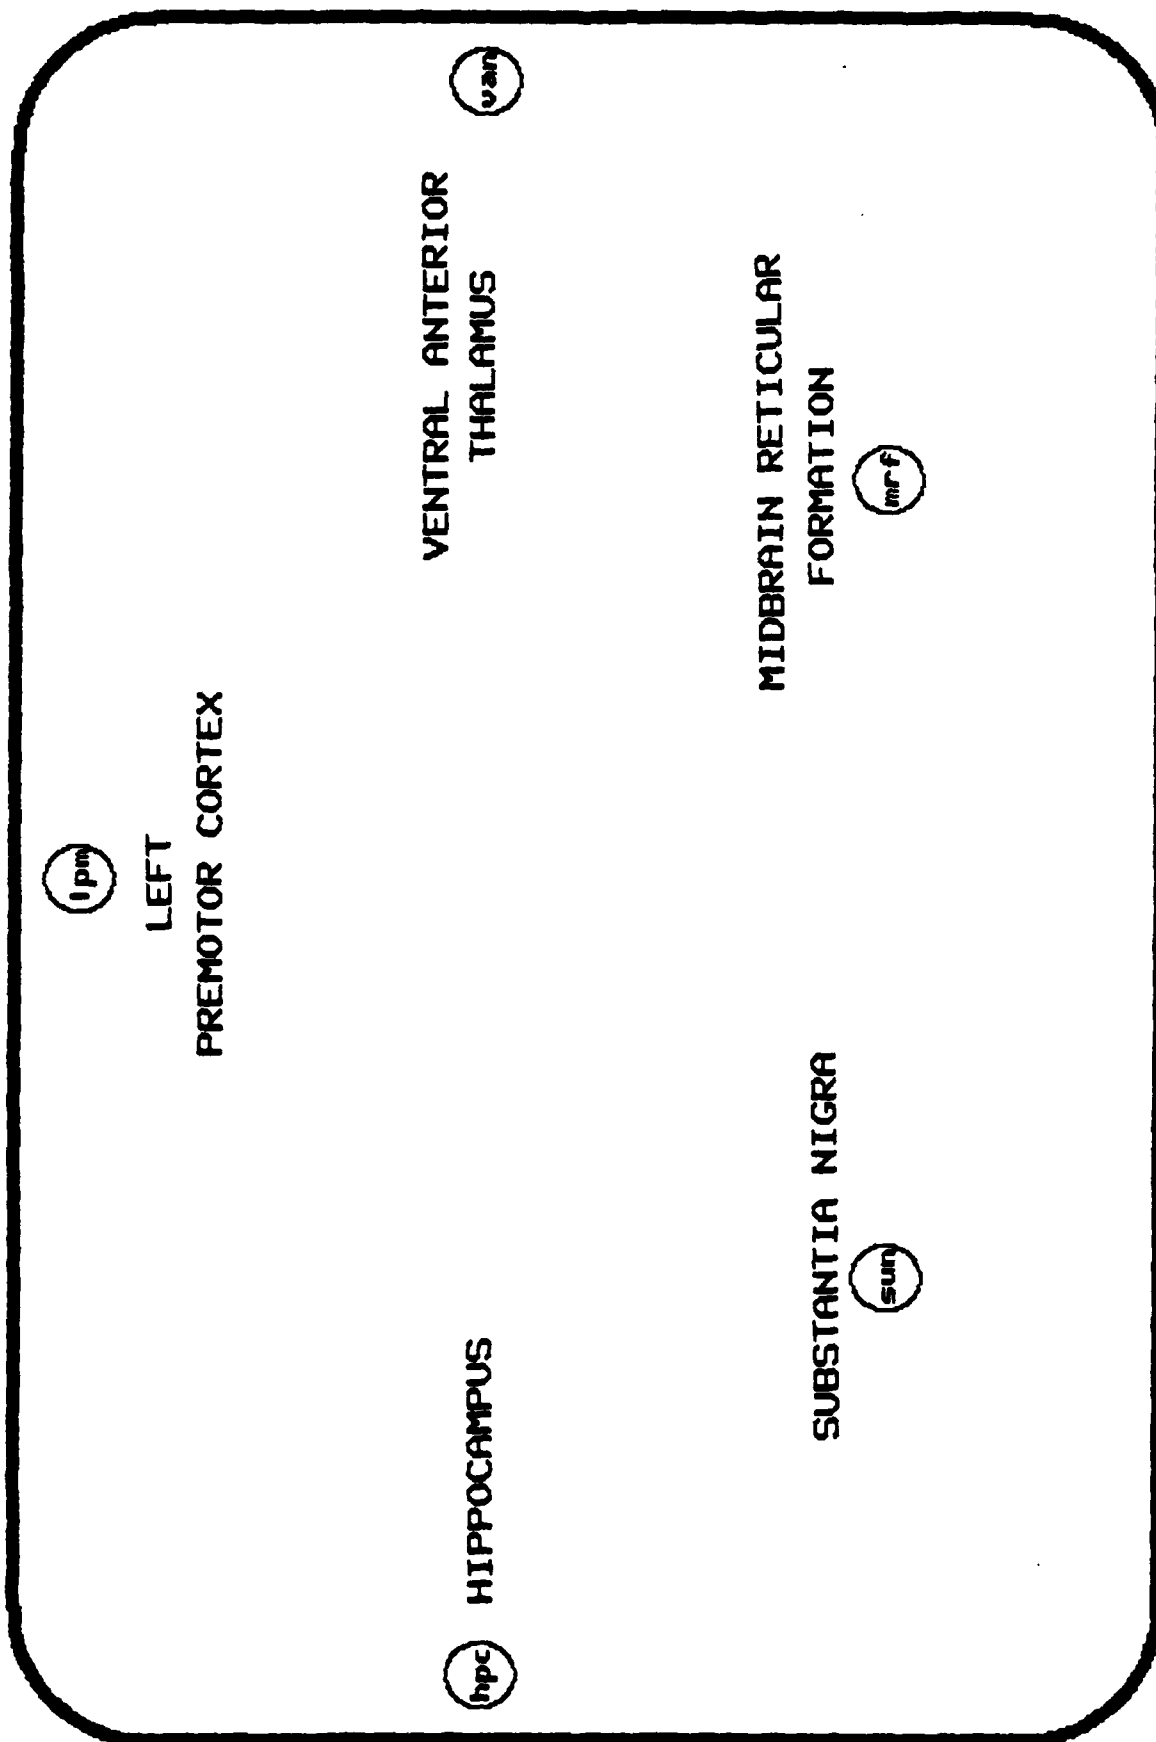 lpm
LEFT
PREMOTOR CORTEX
hpc HIPPOCAMPUS
VENTRAL ANTERIOR
THALAMUS
van
SUBSTANTIA NIGRA
sun
MIDBRAIN RETICULAR
FORMATION
mrf